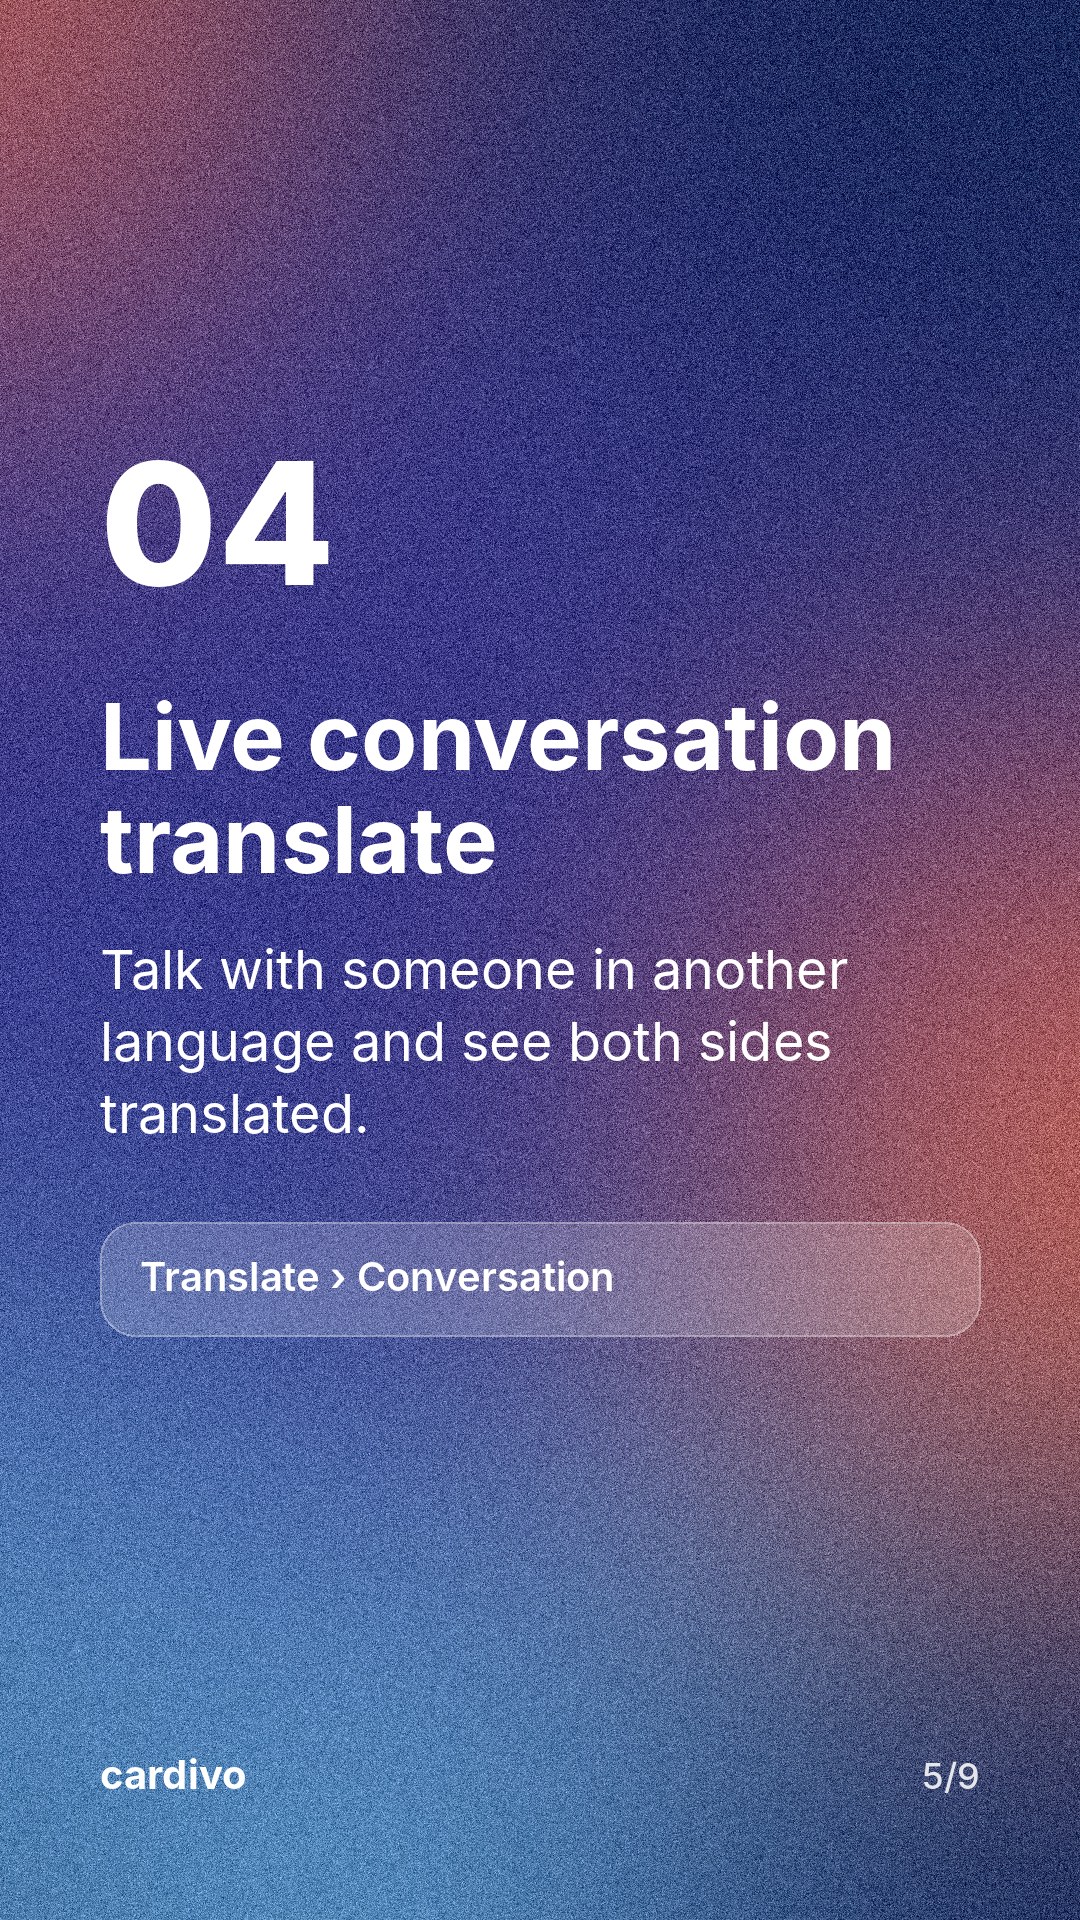 04
Live conversation
translate
Talk with someone in another
language and see both sides
translated.
Translate › Conversation
cardivo
5/9